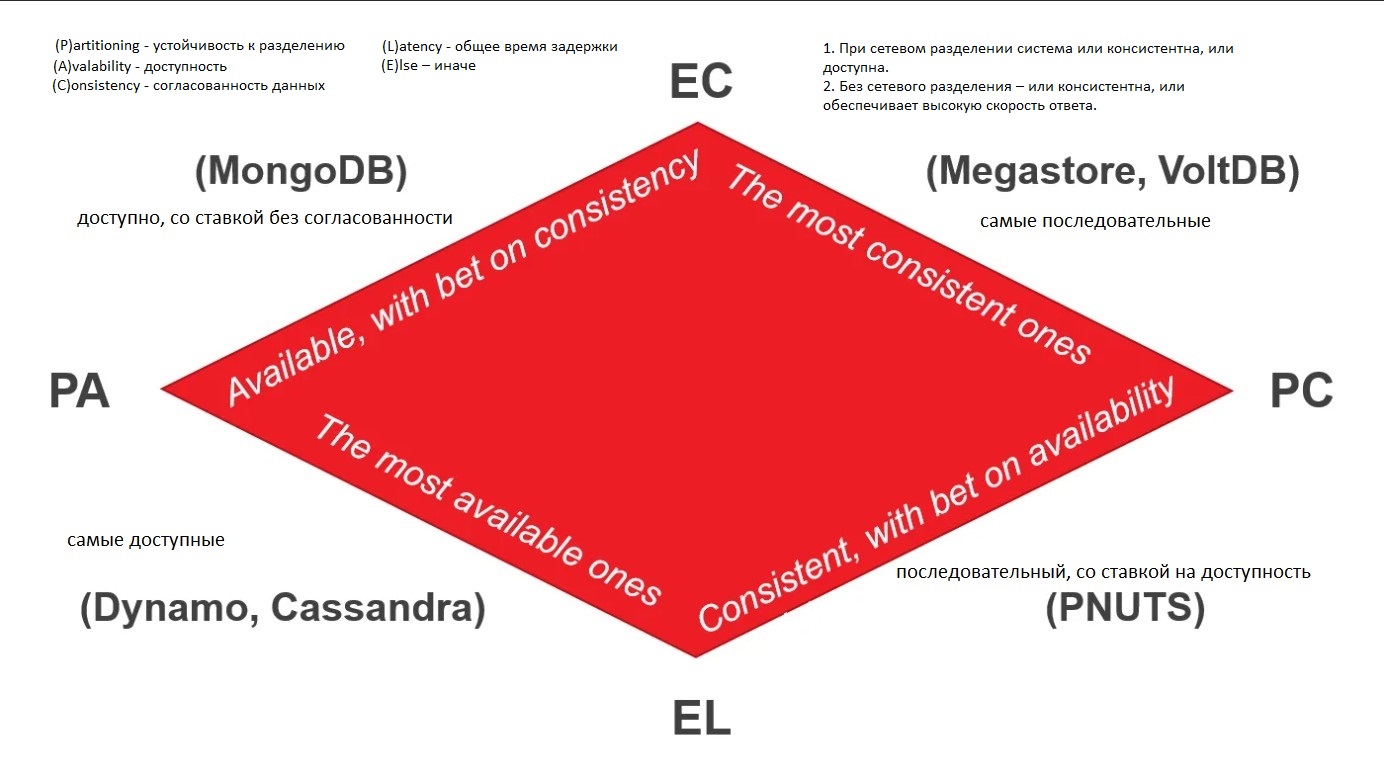 (P)artitioning - устойчивость к разделению
(A)valability - доступность
(C)onsistency - согласованность данных
(L)atency - общее время задержки
(E)lse – иначе
1. При сетевом разделении система или консистентна, или
доступна.
2. Без сетевого разделения – или консистентна, или
обеспечивает высокую скорость ответа.
EC
(MongoDB)
доступно, со ставкой без согласованности
(Megastore, VoltDB)
самые последовательные
Available, with bet on consistency
The most consistent ones
PA
PC
The most available ones
Consistent, with bet on availability
самые доступные
(Dynamo, Cassandra)
последовательный, со ставкой на доступность
(PNUTS)
EL